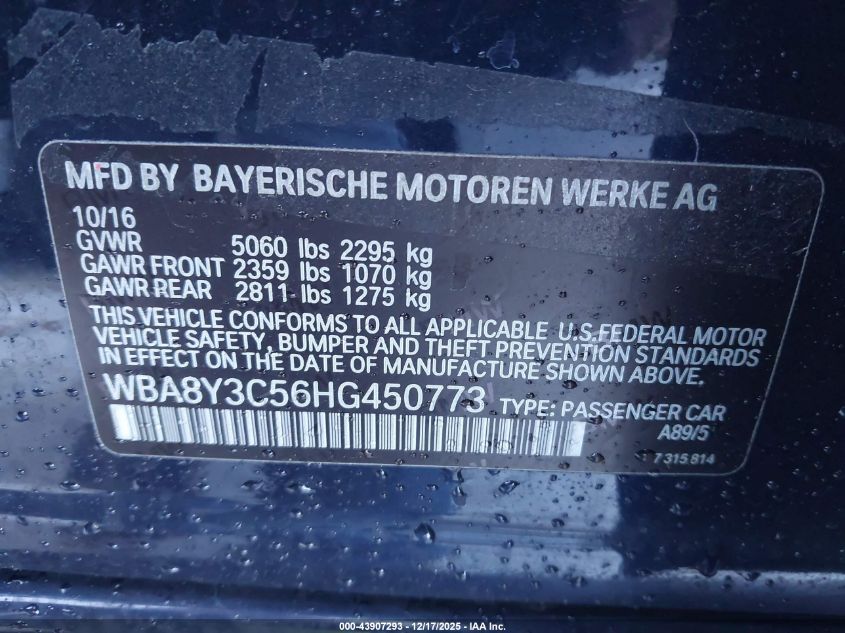 MFD BY BAYERISCHE MOTOREN WERKE AG
10/16
GVWR 5060 lbs 2295 kg
GAWR FRONT 2359 lbs 1070 kg
GAWR REAR 2811 lbs 1275 kg
THIS VEHICLE CONFORMS TO ALL APPLICABLE U.S.FEDERAL MOTOR
VEHICLE SAFETY, BUMPER AND THEFT PREVENTION STANDARDS
IN EFFECT ON THE DATE OF MANUFACTURE SHOWN ABOVE.
WBA8Y3C56HG450773 TYPE: PASSENGER CAR
A89/5
7 315 814
000-43907293 - 12/17/2025 - IAA Inc.